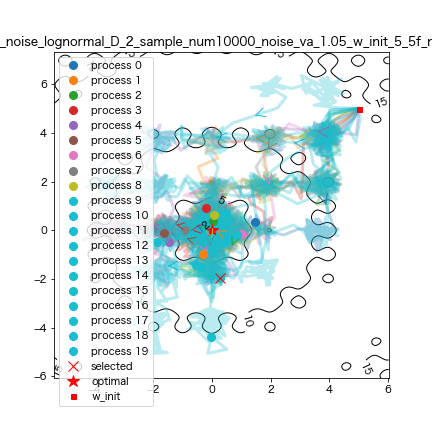 _noise_lognormal_D_2_sample_num10000_noise_va_1.05_w_init_5_5f_r
process 0
process 1
process 2
process 3
process 4
process 5
process 6
process 7
process 8
process 9
process 10
process 11
process 12
process 13
process 14
process 15
process 16
process 17
process 18
process 19
selected
optimal
w_init
6
4
2
0
−2
−4
−6
−2
0
2
4
6
15
5
10
15